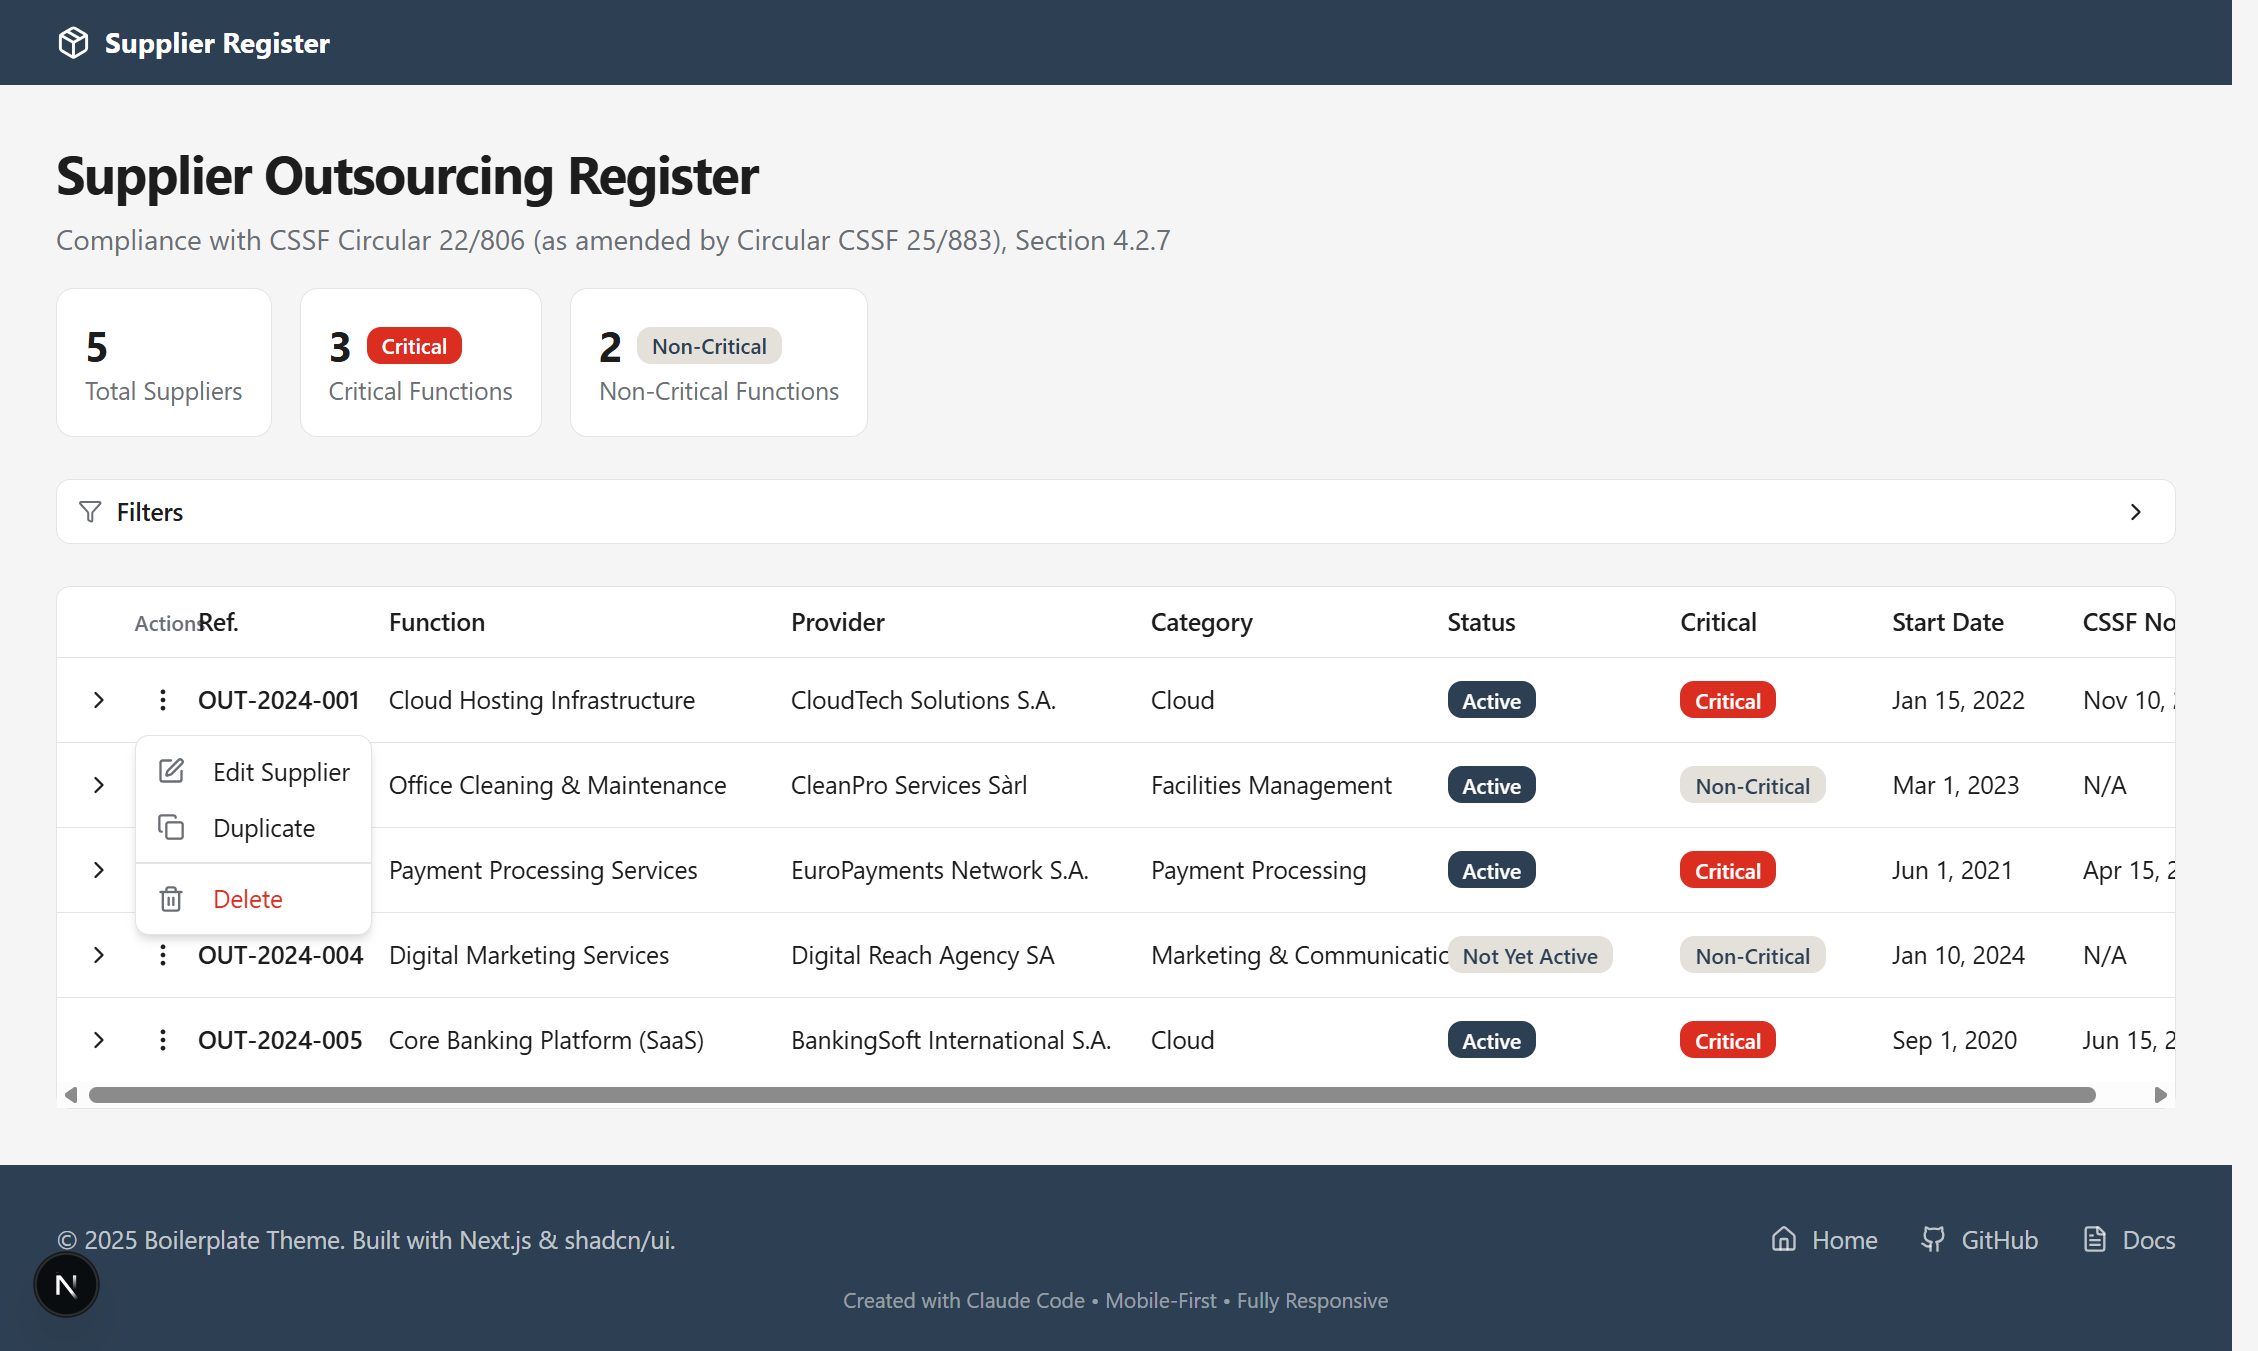 Supplier Register
Supplier Outsourcing Register
Compliance with CSSF Circular 22/806 (as amended by Circular CSSF 25/883), Section 4.2.7
5
Total Suppliers
3 Critical
Critical Functions
2 Non-Critical
Non-Critical Functions
Filters
Actions Ref. Function Provider Category Status Critical Start Date CSSF No
OUT-2024-001 Cloud Hosting Infrastructure CloudTech Solutions S.A. Cloud Active Critical Jan 15, 2022 Nov 10,
Office Cleaning & Maintenance CleanPro Services Sàrl Facilities Management Active Non-Critical Mar 1, 2023 N/A
Payment Processing Services EuroPayments Network S.A. Payment Processing Active Critical Jun 1, 2021 Apr 15, 2
Edit Supplier
Duplicate
Delete
OUT-2024-004 Digital Marketing Services Digital Reach Agency SA Marketing & Communicatio Not Yet Active Non-Critical Jan 10, 2024 N/A
OUT-2024-005 Core Banking Platform (SaaS) BankingSoft International S.A. Cloud Active Critical Sep 1, 2020 Jun 15, 2
© 2025 Boilerplate Theme. Built with Next.js & shadcn/ui.
Home GitHub Docs
N
Created with Claude Code • Mobile-First • Fully Responsive